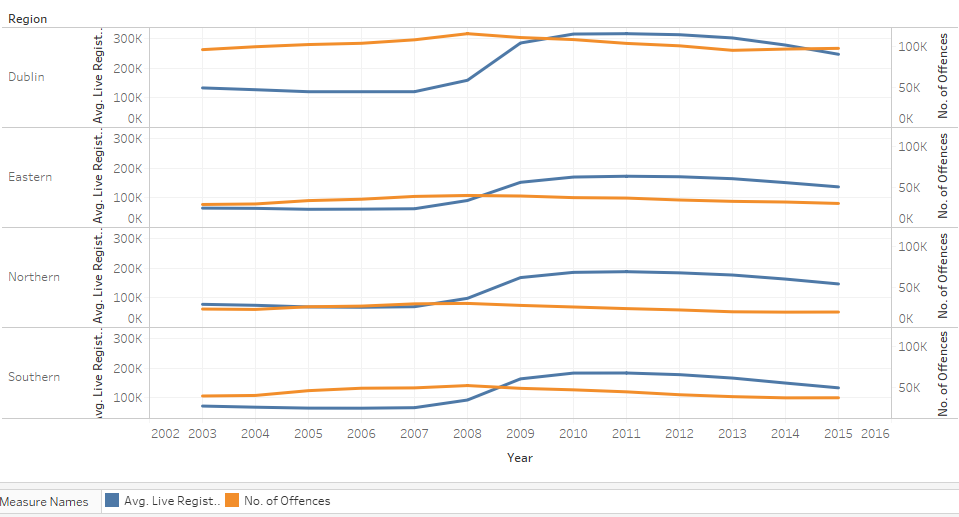 Region
Dublin
Avg. Live Regist..
300K
200K
100K
0K
100K
50K
0K
No. of Offences
Eastern
Avg. Live Regist..
300K
200K
100K
0K
100K
50K
0K
No. of Offences
Northern
Avg. Live Regist..
300K
200K
100K
0K
100K
50K
0K
No. of Offences
Southern
Avg. Live Regist..
300K
200K
100K
100K
50K
No. of Offences
2002 2003 2004 2005 2006 2007 2008 2009 2010 2011 2012 2013 2014 2015 2016
Year
Measure Names Avg. Live Regist.. No. of Offences